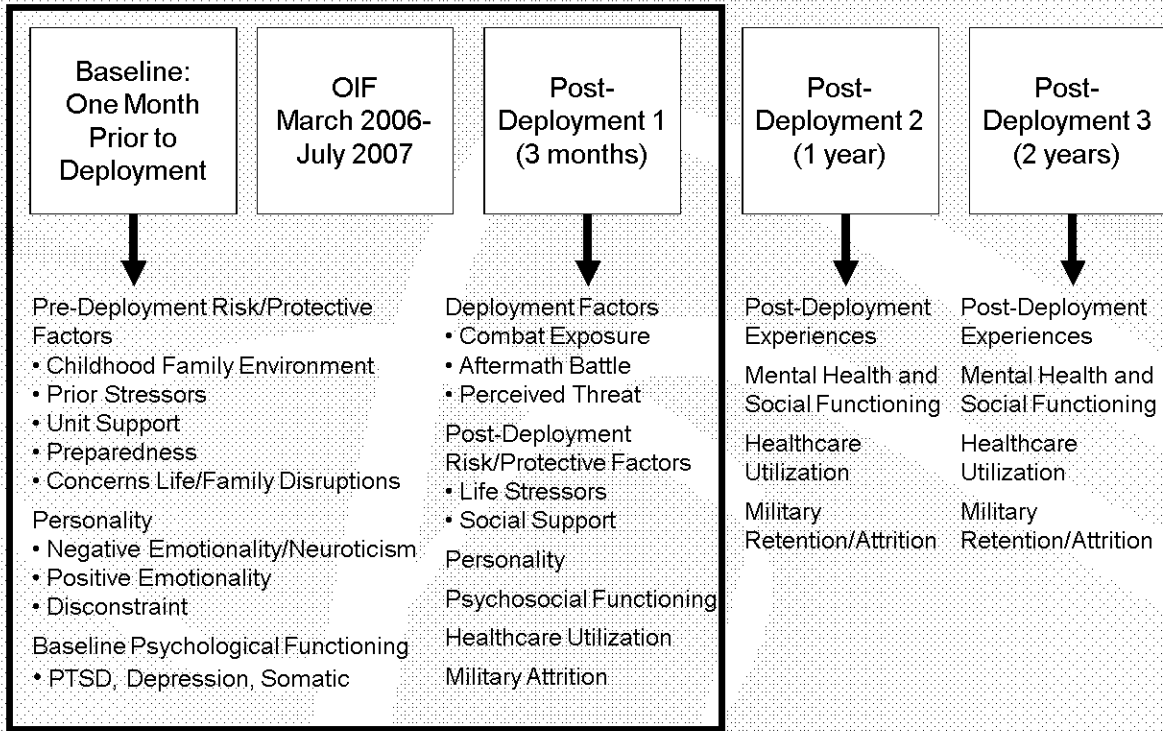 Baseline:
One Month
Prior to
Deployment
OIF
March 2006-
July 2007
Post-
Deployment 1
(3 months)
Post-
Deployment 2
(1 year)
Post-
Deployment 3
(2 years)
Pre-Deployment Risk/Protective
Factors
• Childhood Family Environment
• Prior Stressors
• Unit Support
• Preparedness
• Concerns Life/Family Disruptions
Personality
• Negative Emotionality/Neuroticism
• Positive Emotionality
• Disconstraint
Baseline Psychological Functioning
• PTSD, Depression, Somatic
Deployment Factors
• Combat Exposure
• Aftermath Battle
• Perceived Threat
Post-Deployment
Risk/Protective Factors
• Life Stressors
• Social Support
Personality
Psychosocial Functioning
Healthcare Utilization
Military Attrition
Post-Deployment
Experiences
Mental Health and
Social Functioning
Healthcare
Utilization
Military
Retention/Attrition
Post-Deployment
Experiences
Mental Health and
Social Functioning
Healthcare
Utilization
Military
Retention/Attrition